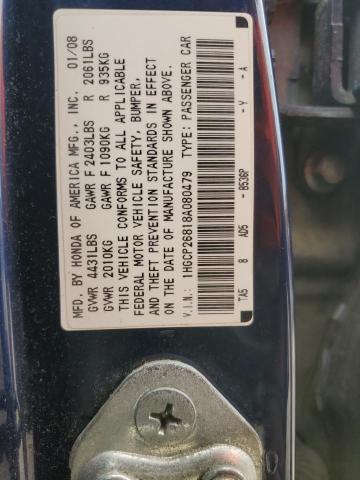 MFD. BY HONDA OF AMERICA MFG., INC. 01/08
GVWR 4431LBS GAWR F 2403LBS R 2061LBS
GVWR 2010KG GAWR F 1090KG R 935KG
THIS VEHICLE CONFORMS TO ALL APPLICABLE
FEDERAL MOTOR VEHICLE SAFETY, BUMPER,
AND THEFT PREVENTION STANDARDS IN EFFECT
ON THE DATE OF MANUFACTURE SHOWN ABOVE.
V.I.N.: 1HGCP26818A080479 TYPE: PASSENGER CAR
TA5 8 AD5 - B536P - Y - A